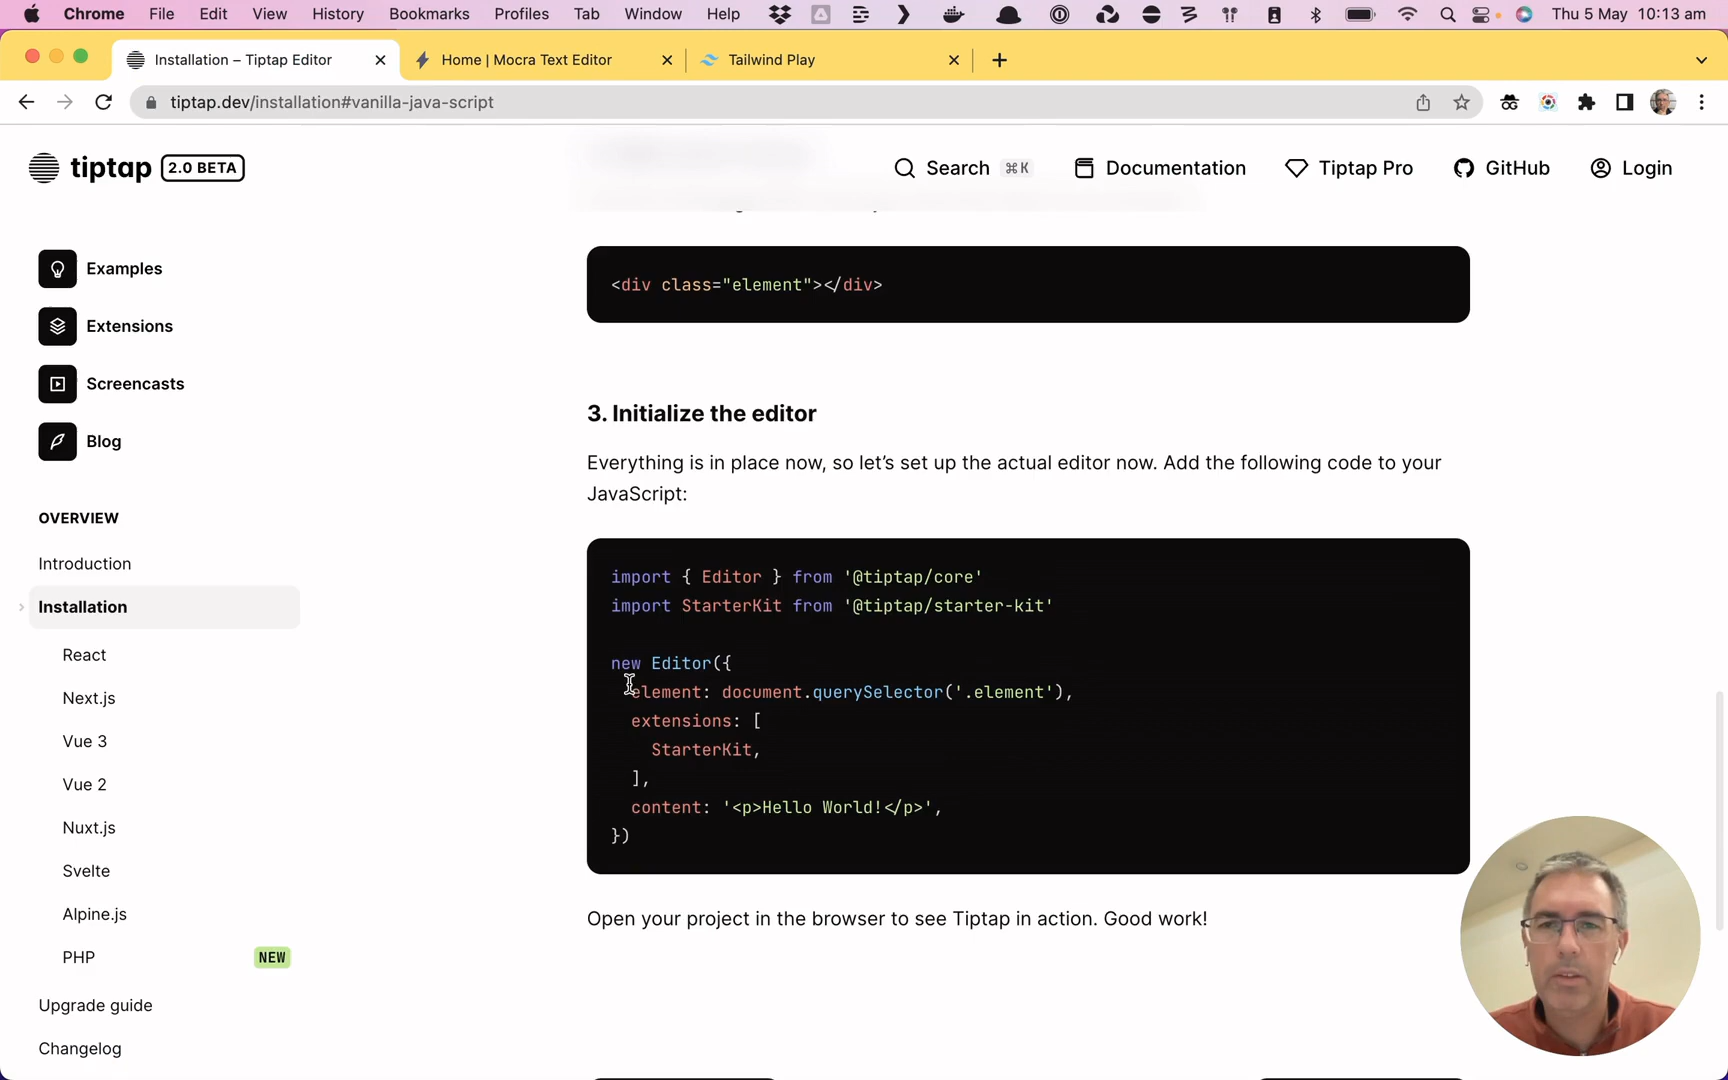 Chrome File Edit View History Bookmarks Profiles Tab Window Help Thu 5 May 10:13 am
Installation – Tiptap Editor Home | Mocra Text Editor Tailwind Play
tiptap.dev/installation#vanilla-java-script
tiptap 2.0 BETA Search ⌘K Documentation Tiptap Pro GitHub Login
Examples
Extensions
Screencasts
Blog
OVERVIEW
Introduction
Installation
React
Next.js
Vue 3
Vue 2
Nuxt.js
Svelte
Alpine.js
PHP NEW
Upgrade guide
Changelog
<div class="element"></div>
3. Initialize the editor
Everything is in place now, so let’s set up the actual editor now. Add the following code to your
JavaScript:
import { Editor } from '@tiptap/core'
import StarterKit from '@tiptap/starter-kit'
new Editor({
element: document.querySelector('.element'),
extensions: [
StarterKit,
],
content: '<p>Hello World!</p>',
})
Open your project in the browser to see Tiptap in action. Good work!